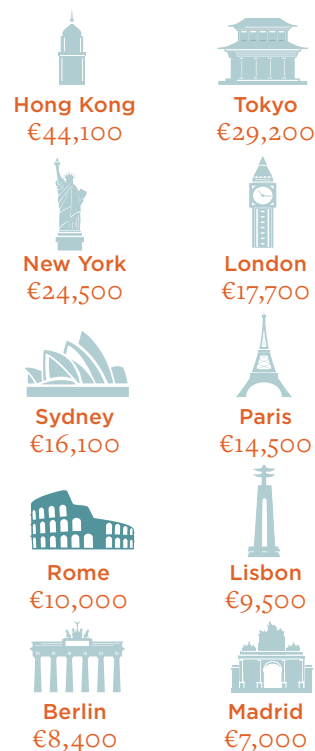 Hong Kong
€44,100
Tokyo
€29,200
New York
€24,500
London
€17,700
Sydney
€16,100
Paris
€14,500
Rome
€10,000
Lisbon
€9,500
Berlin
€8,400
Madrid
€7,000